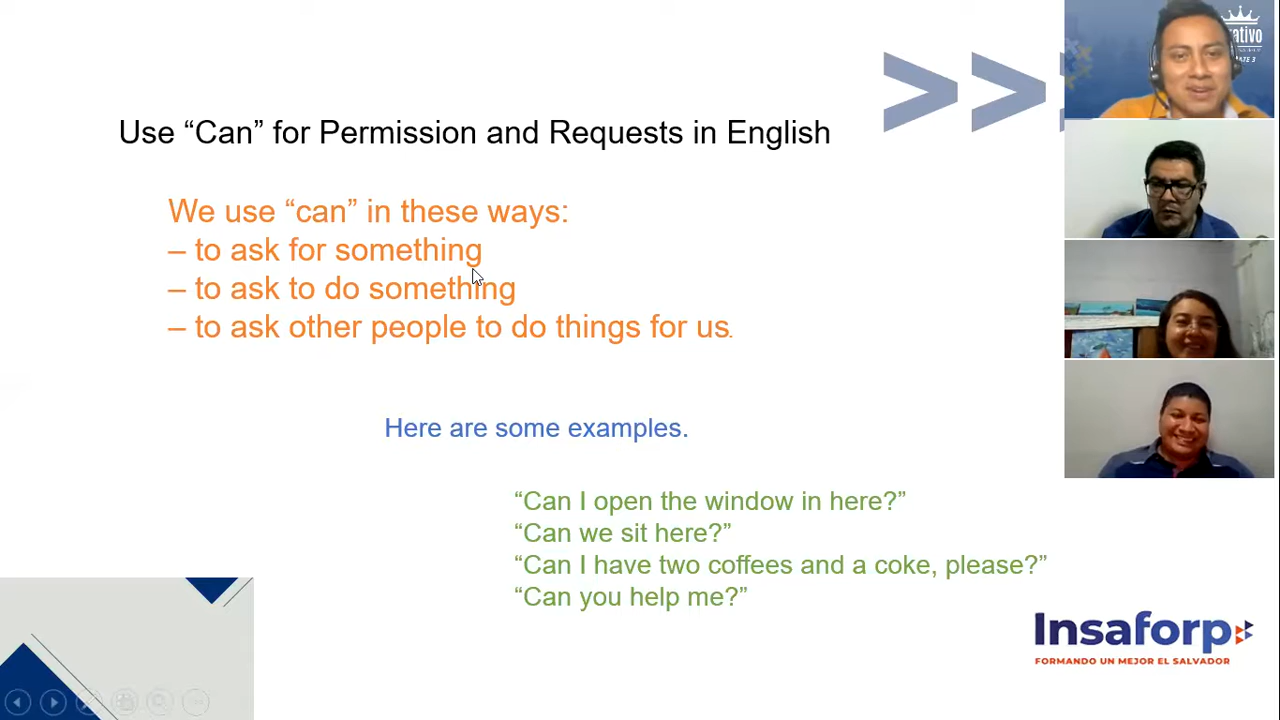 Use “Can” for Permission and Requests in English
We use “can” in these ways:
– to ask for something
– to ask to do something
– to ask other people to do things for us.
Here are some examples.
“Can I open the window in here?”
“Can we sit here?”
“Can I have two coffees and a coke, please?”
“Can you help me?”
Insaforp
FORMANDO UN MEJOR EL SALVADOR